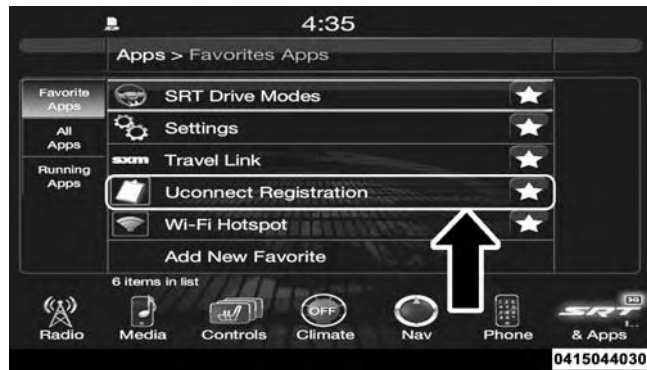 4:35
Apps > Favorites Apps
Favorite
Apps
All
Apps
Running
Apps
SRT Drive Modes
Settings
sxm Travel Link
Uconnect Registration
Wi-Fi Hotspot
Add New Favorite
6 items in list
Radio
Media
Controls
OFF
Climate
Nav
Phone
3G
SRT
& Apps
0415044030